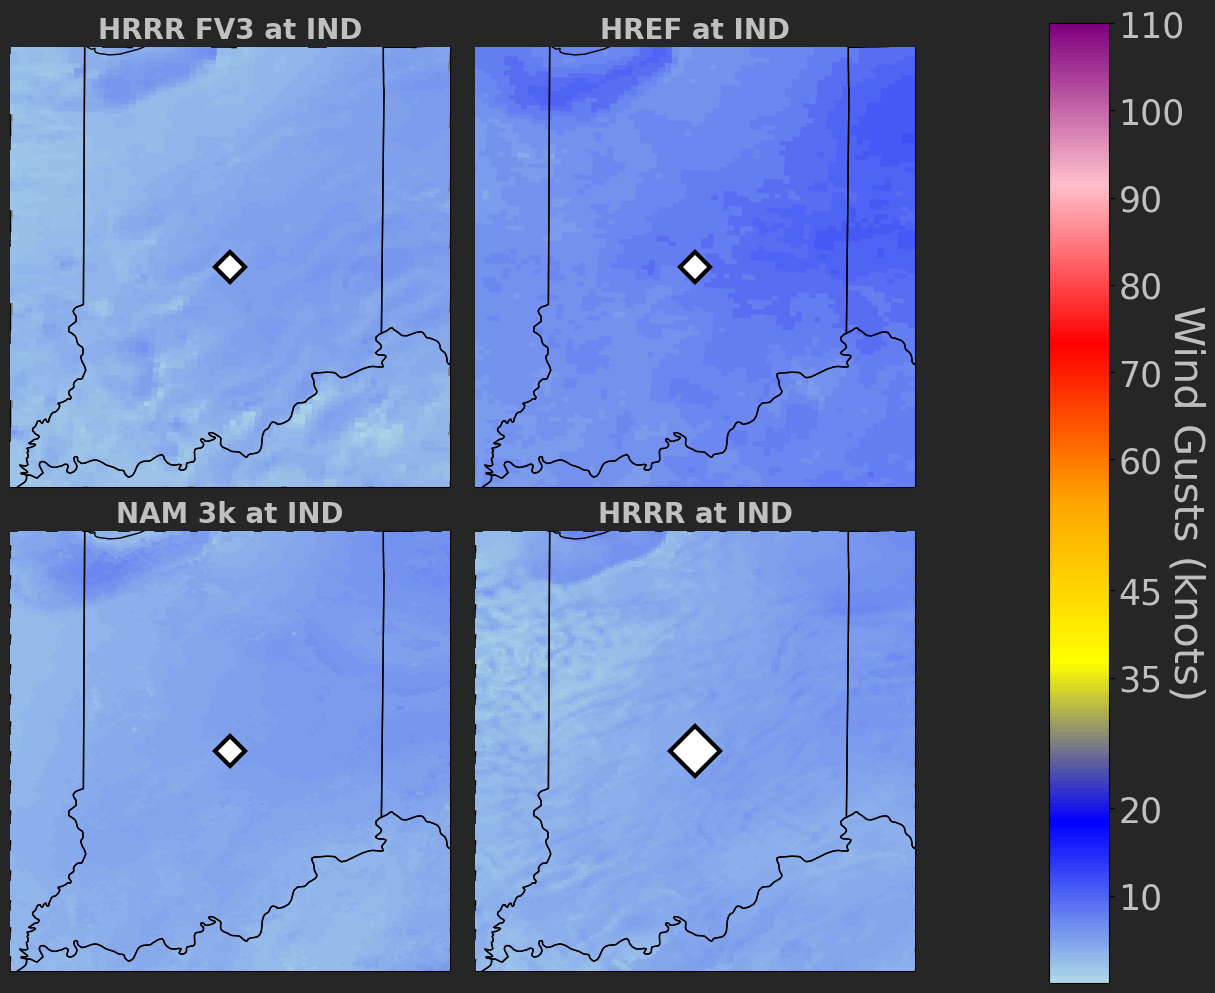 HRRR FV3 at IND
HREF at IND
NAM 3k at IND
HRRR at IND
110
100
90
80
70
60
45
35
20
10
Wind Gusts (knots)